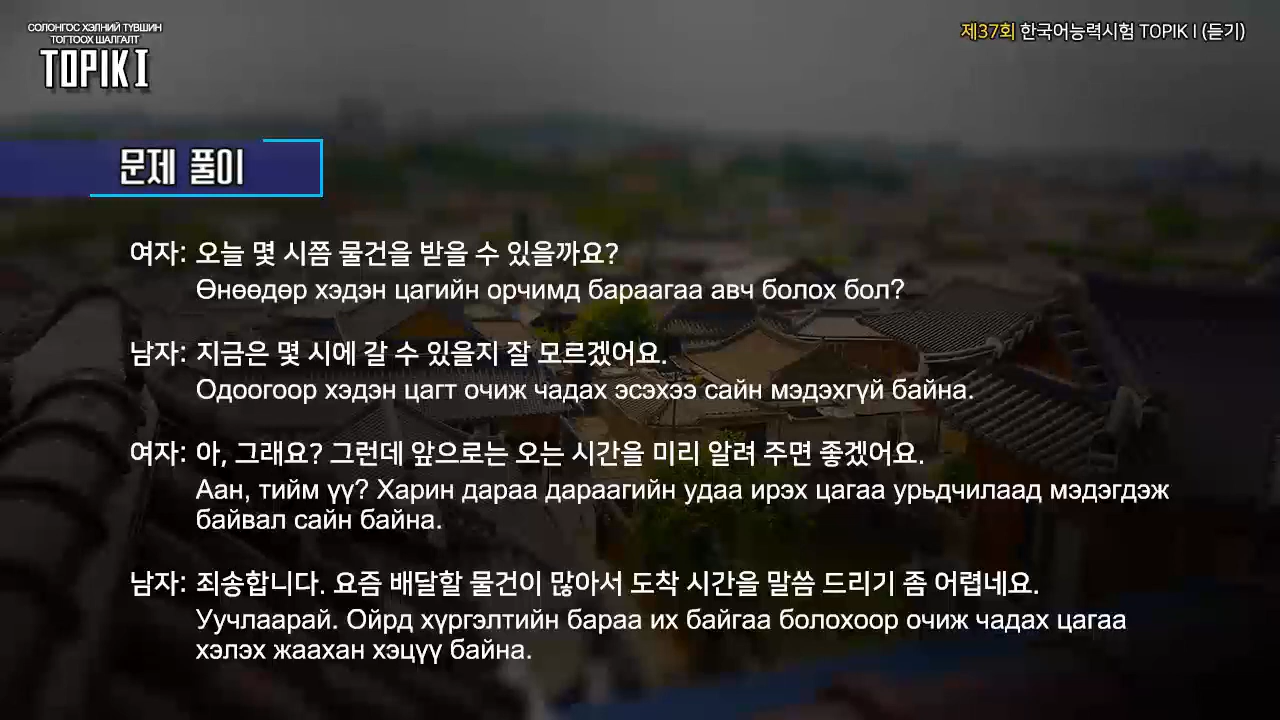 СОЛОНГОС ХЭЛНИЙ ТҮВШИН
ТОГТООХ ШАЛГАЛТ
TOPIK I
제37회 한국어능력시험 TOPIK I (듣기)
문제 풀이
여자: 오늘 몇 시쯤 물건을 받을 수 있을까요?
Өнөөдөр хэдэн цагийн орчимд бараагаа авч болох бол?
남자: 지금은 몇 시에 갈 수 있을지 잘 모르겠어요.
Одоогоор хэдэн цагт очиж чадах эсэхээ сайн мэдэхгүй байна.
여자: 아, 그래요? 그런데 앞으로는 오는 시간을 미리 알려 주면 좋겠어요.
Аан, тийм үү? Харин дараа дараагийн удаа ирэх цагаа урьдчилаад мэдэгдэж
байвал сайн байна.
남자: 죄송합니다. 요즘 배달할 물건이 많아서 도착 시간을 말씀 드리기 좀 어렵네요.
Уучлаарай. Ойрд хүргэлтийн бараа их байгаа болохоор очиж чадах цагаа
хэлэх жаахан хэцүү байна.